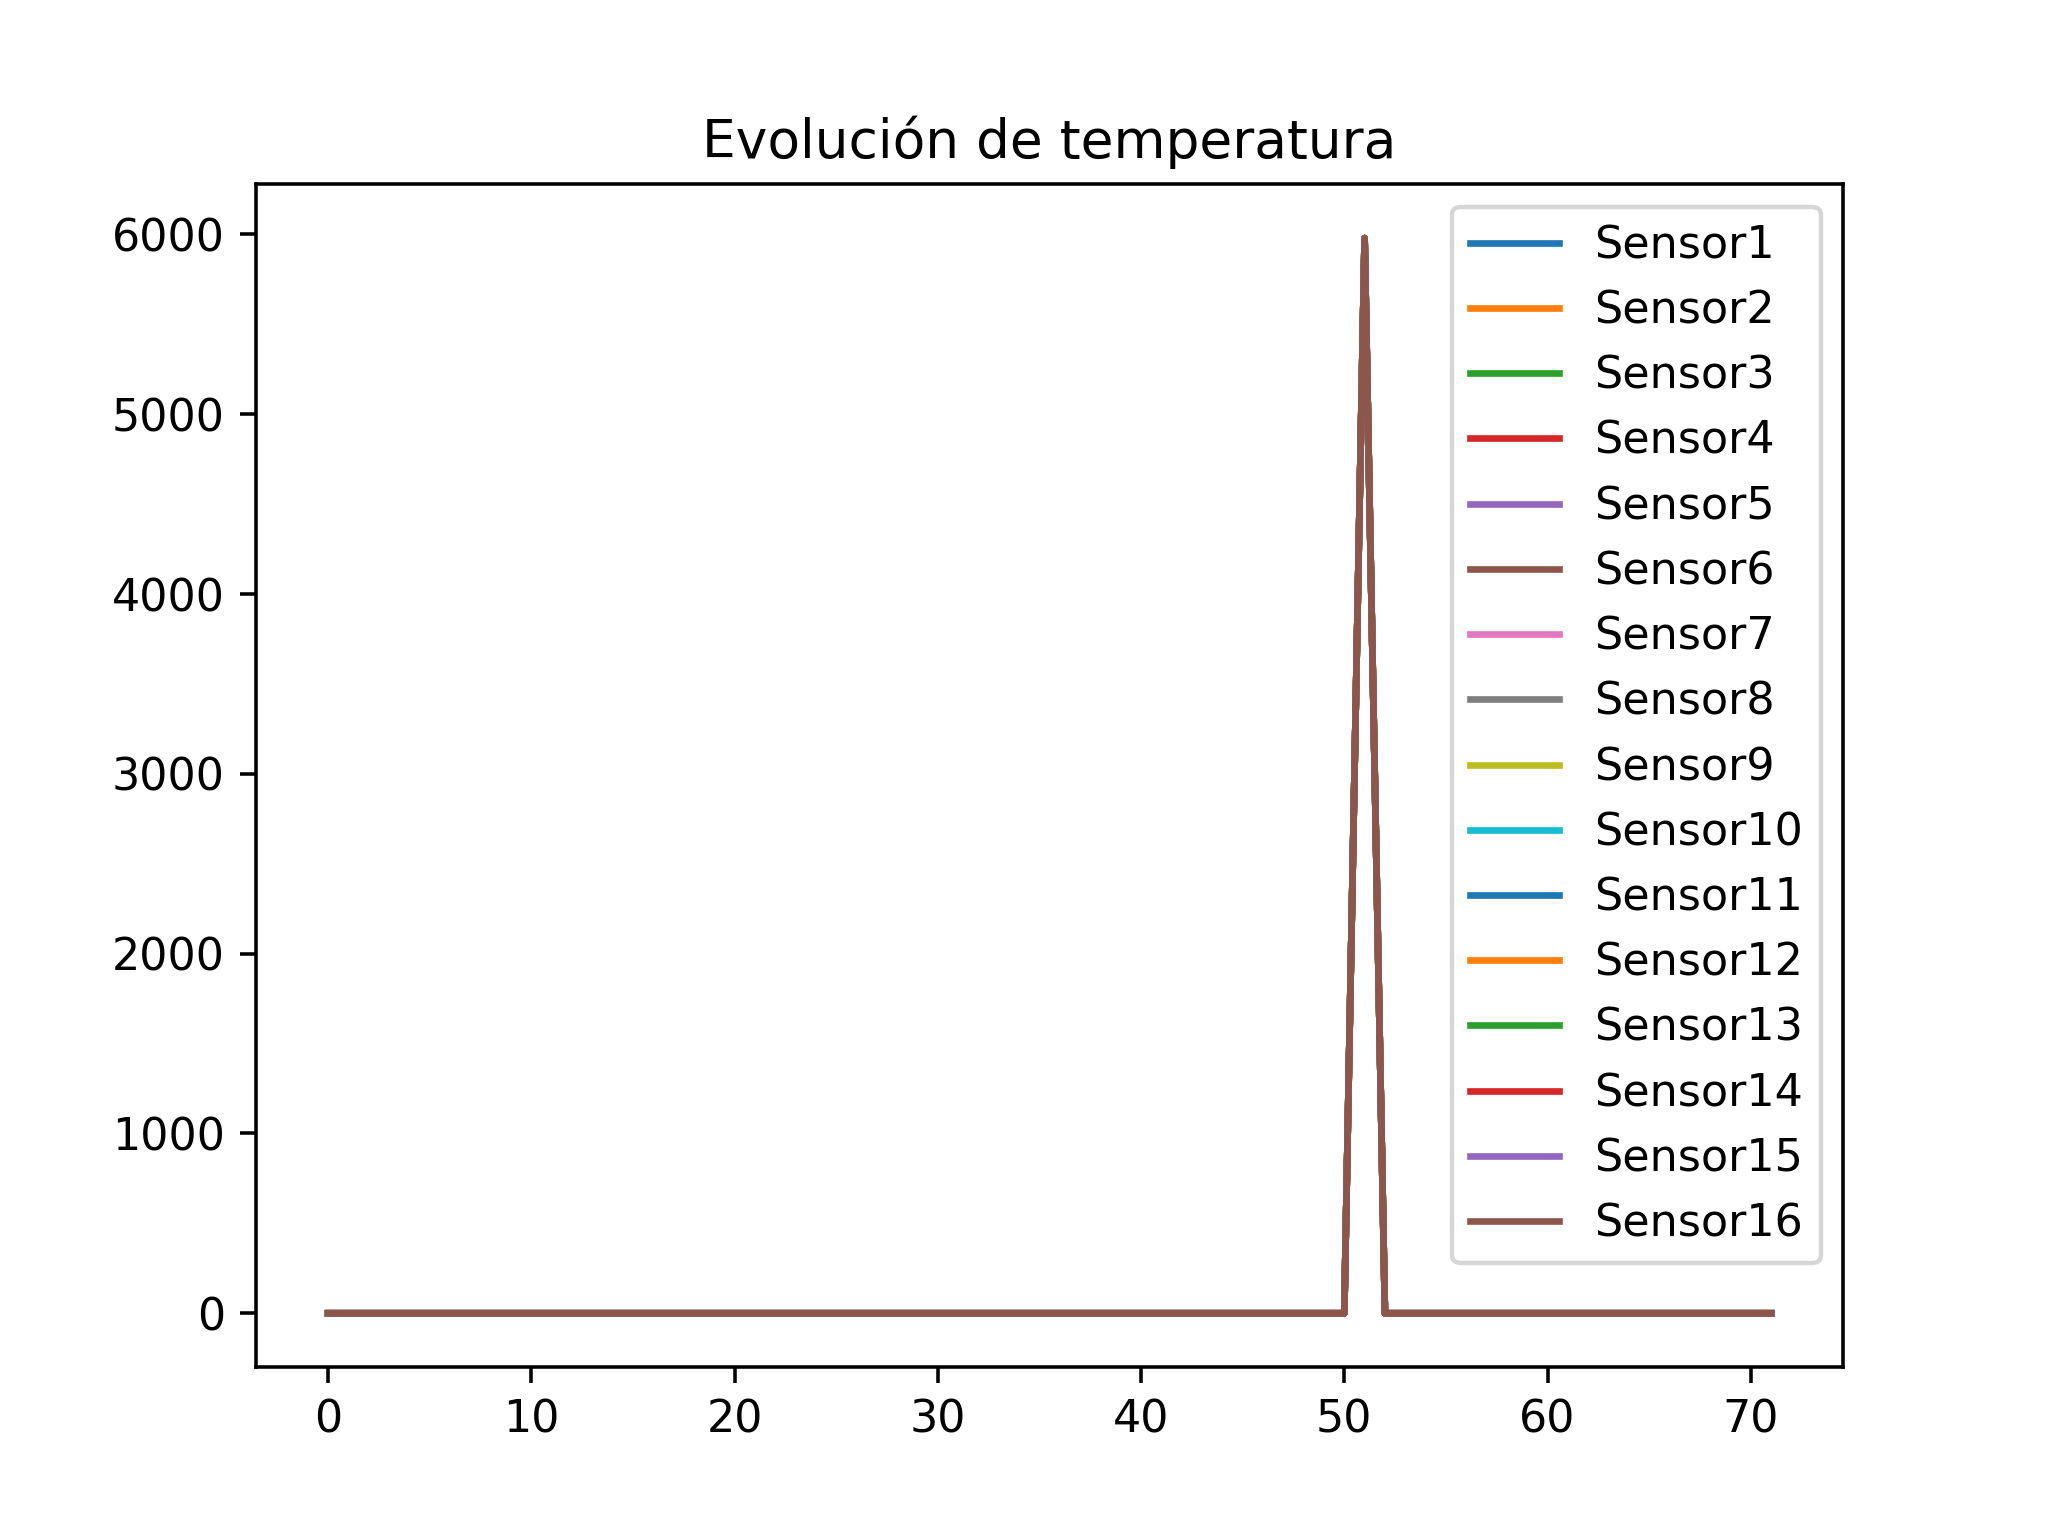 Evolución de temperatura
6000
5000
4000
3000
2000
1000
0
Sensor1
Sensor2
Sensor3
Sensor4
Sensor5
Sensor6
Sensor7
Sensor8
Sensor9
Sensor10
Sensor11
Sensor12
Sensor13
Sensor14
Sensor15
Sensor16
0 10 20 30 40 50 60 70